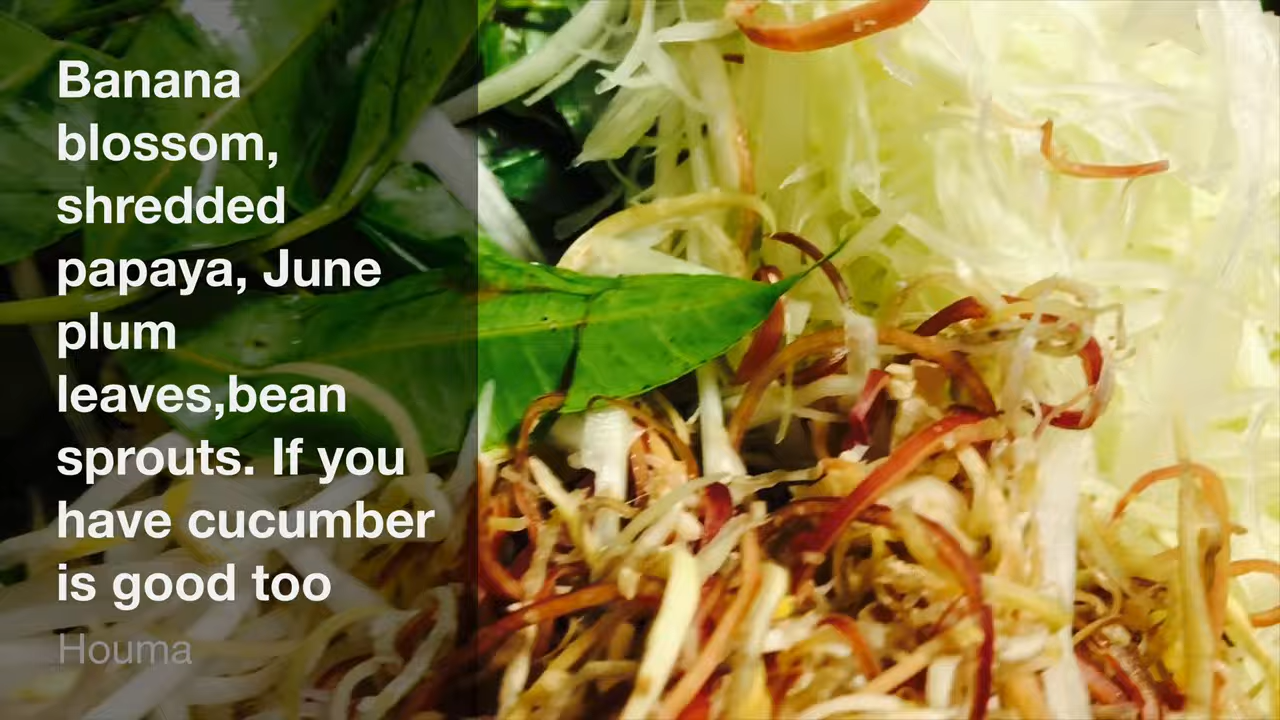 Banana
blossom,
shredded
papaya, June
plum
leaves,bean
sprouts. If you
have cucumber
is good too
Houma